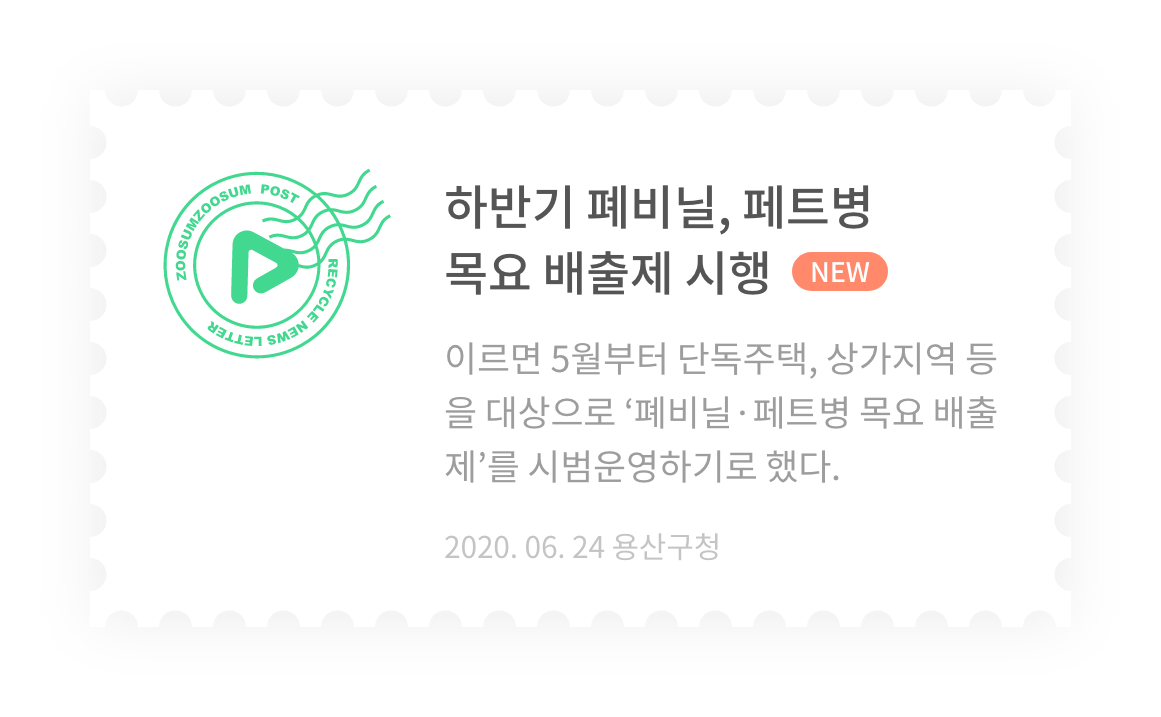 ZOOSUMZOOSUM POST
RECYCLE NEWS LETTER
하반기 폐비닐, 페트병
목요 배출제 시행 NEW
이르면 5월부터 단독주택, 상가지역 등
을 대상으로 ‘폐비닐·페트병 목요 배출
제’를 시범운영하기로 했다.
2020. 06. 24 용산구청